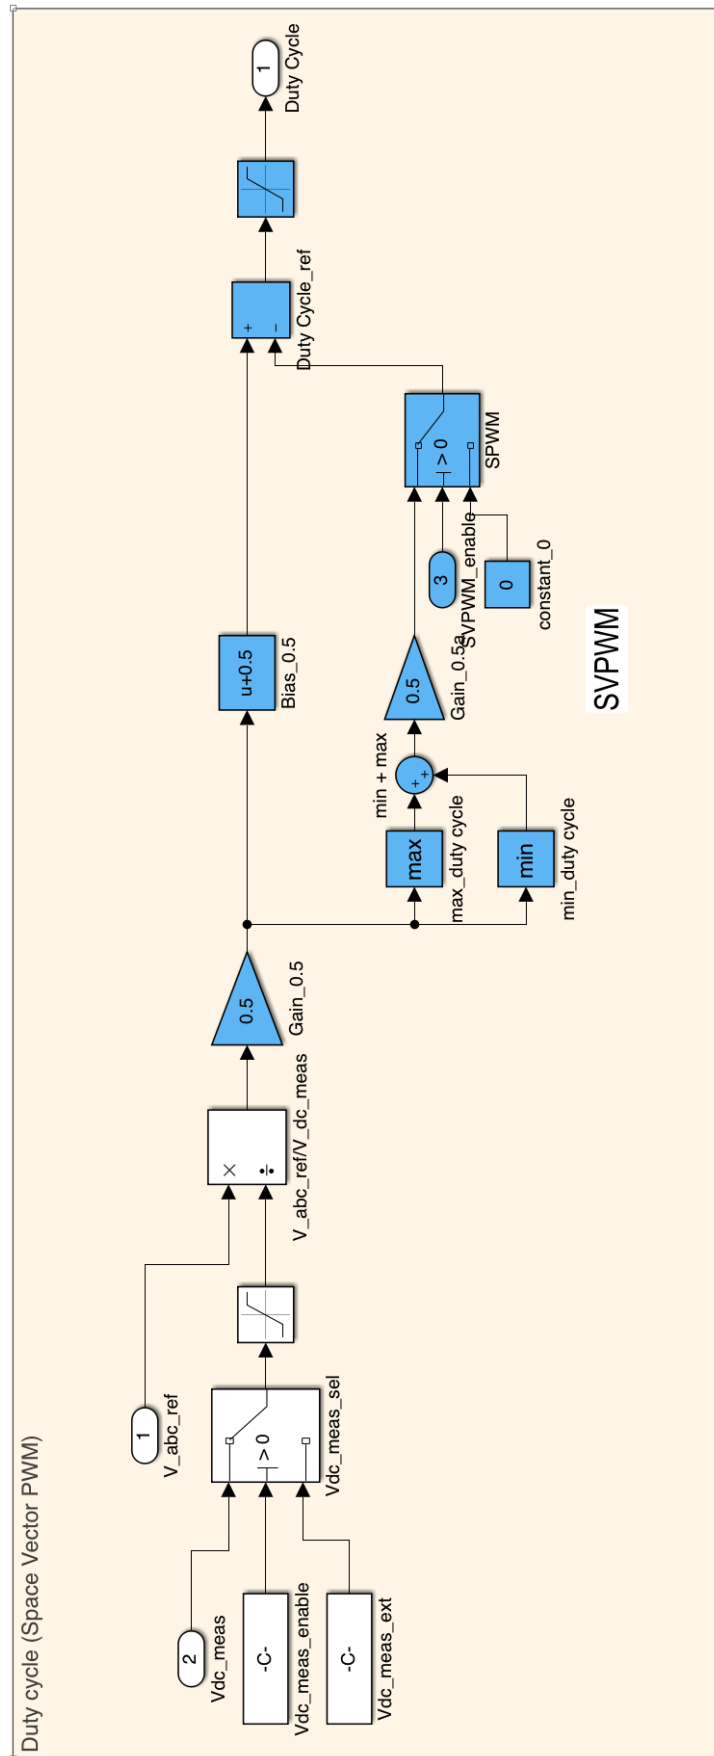 Duty cycle (Space Vector PWM)
2
Vdc_meas
-C-
Vdc_meas_enable
-C-
Vdc_meas_ext
1
V_abc_ref
> 0
Vdc_meas_sel
×
÷
V_abc_ref/V_dc_meas
0.5
Gain_0.5
u+0.5
Bias_0.5
max
max_duty cycle
min
min_duty cycle
+
+
min + max
0.5
Gain_0.5a
3
SVPWM_enable
0
constant_0
> 0
SPWM
+
−
Duty Cycle_ref
1
Duty Cycle
SVPWM